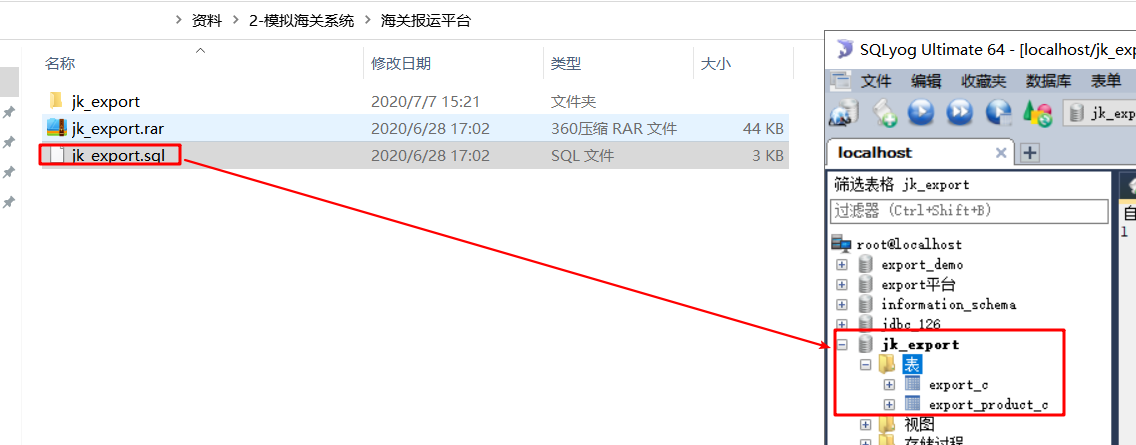 资料 2-模拟海关系统 海关报运平台
名称 修改日期 类型 大小
jk_export 2020/7/7 15:21 文件夹
jk_export.rar 2020/6/28 17:02 360压缩 RAR 文件 44 KB
jk_export.sql 2020/6/28 17:02 SQL 文件 3 KB
SQLyog Ultimate 64 - [localhost/jk_exp
文件 编辑 收藏夹 数据库 表单
jk_exp
localhost
筛选表格 jk_export
过滤器 (Ctrl+Shift+B)
自
1
root@localhost
export_demo
export平台
information_schema
jdbc_126
jk_export
表
export_c
export_product_c
视图
存储过程